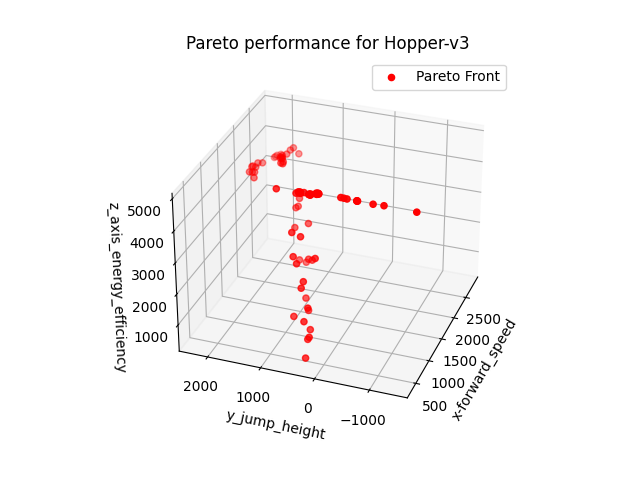 Pareto performance for Hopper-v3
Pareto Front
z_axis_energy_efficiency
5000
4000
3000
2000
1000
2000
1000
0
−1000
y_jump_height
500
1000
1500
2000
2500
x-forward_speed